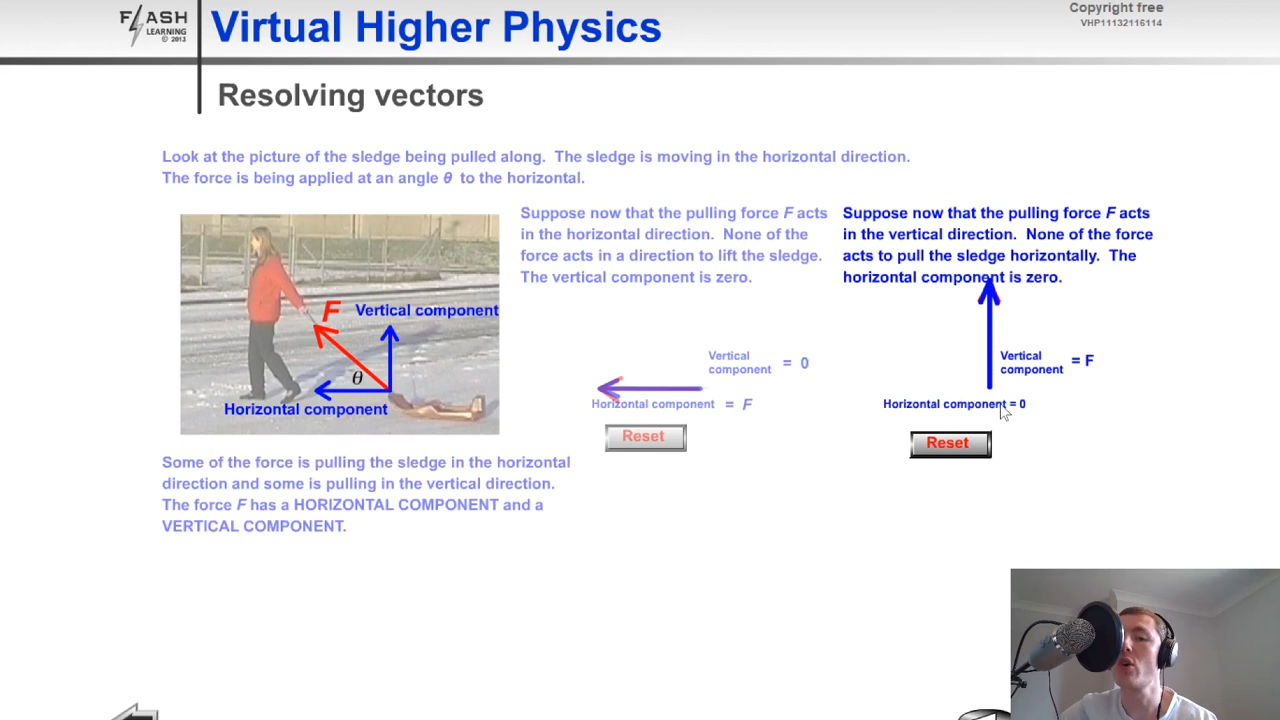 FLASH
LEARNING
© 2013
Virtual Higher Physics
Copyright free
VHP11132116114
Resolving vectors
Look at the picture of the sledge being pulled along. The sledge is moving in the horizontal direction.
The force is being applied at an angle θ to the horizontal.
F
Vertical component
θ
Horizontal component
Suppose now that the pulling force F acts
in the horizontal direction. None of the
force acts in a direction to lift the sledge.
The vertical component is zero.
Vertical
component = 0
Horizontal component = F
Reset
Suppose now that the pulling force F acts
in the vertical direction. None of the force
acts to pull the sledge horizontally. The
horizontal component is zero.
Vertical
component = F
Horizontal component = 0
Reset
Some of the force is pulling the sledge in the horizontal
direction and some is pulling in the vertical direction.
The force F has a HORIZONTAL COMPONENT and a
VERTICAL COMPONENT.